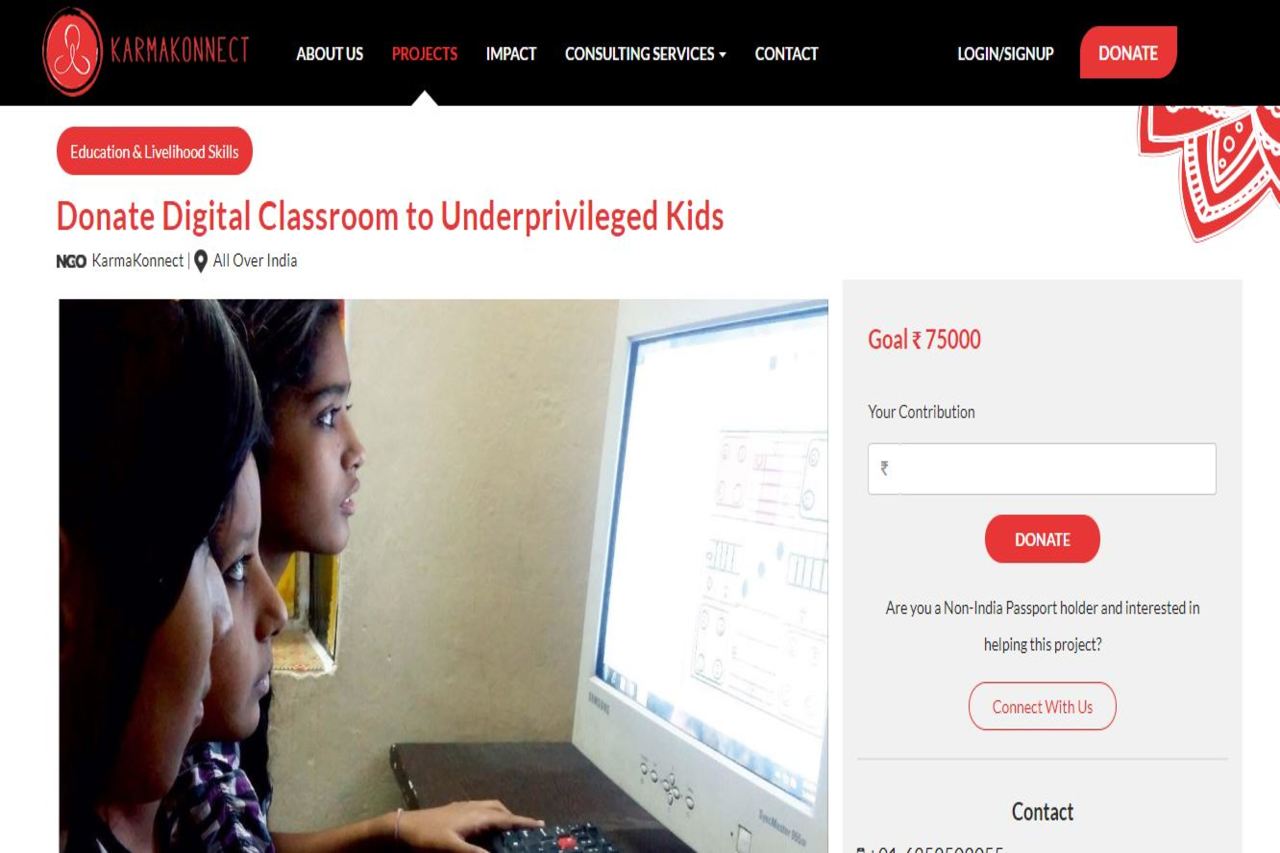 KARMAKONNECT
ABOUT US PROJECTS IMPACT CONSULTING SERVICES CONTACT LOGIN/SIGNUP DONATE
Education & Livelihood Skills
Donate Digital Classroom to Underprivileged Kids
NGO KarmaKonnect | All Over India
Goal ₹ 75000
Your Contribution
₹
DONATE
Are you a Non-India Passport holder and interested in
helping this project?
Connect With Us
SAMSUNG
SyncMaster
Contact